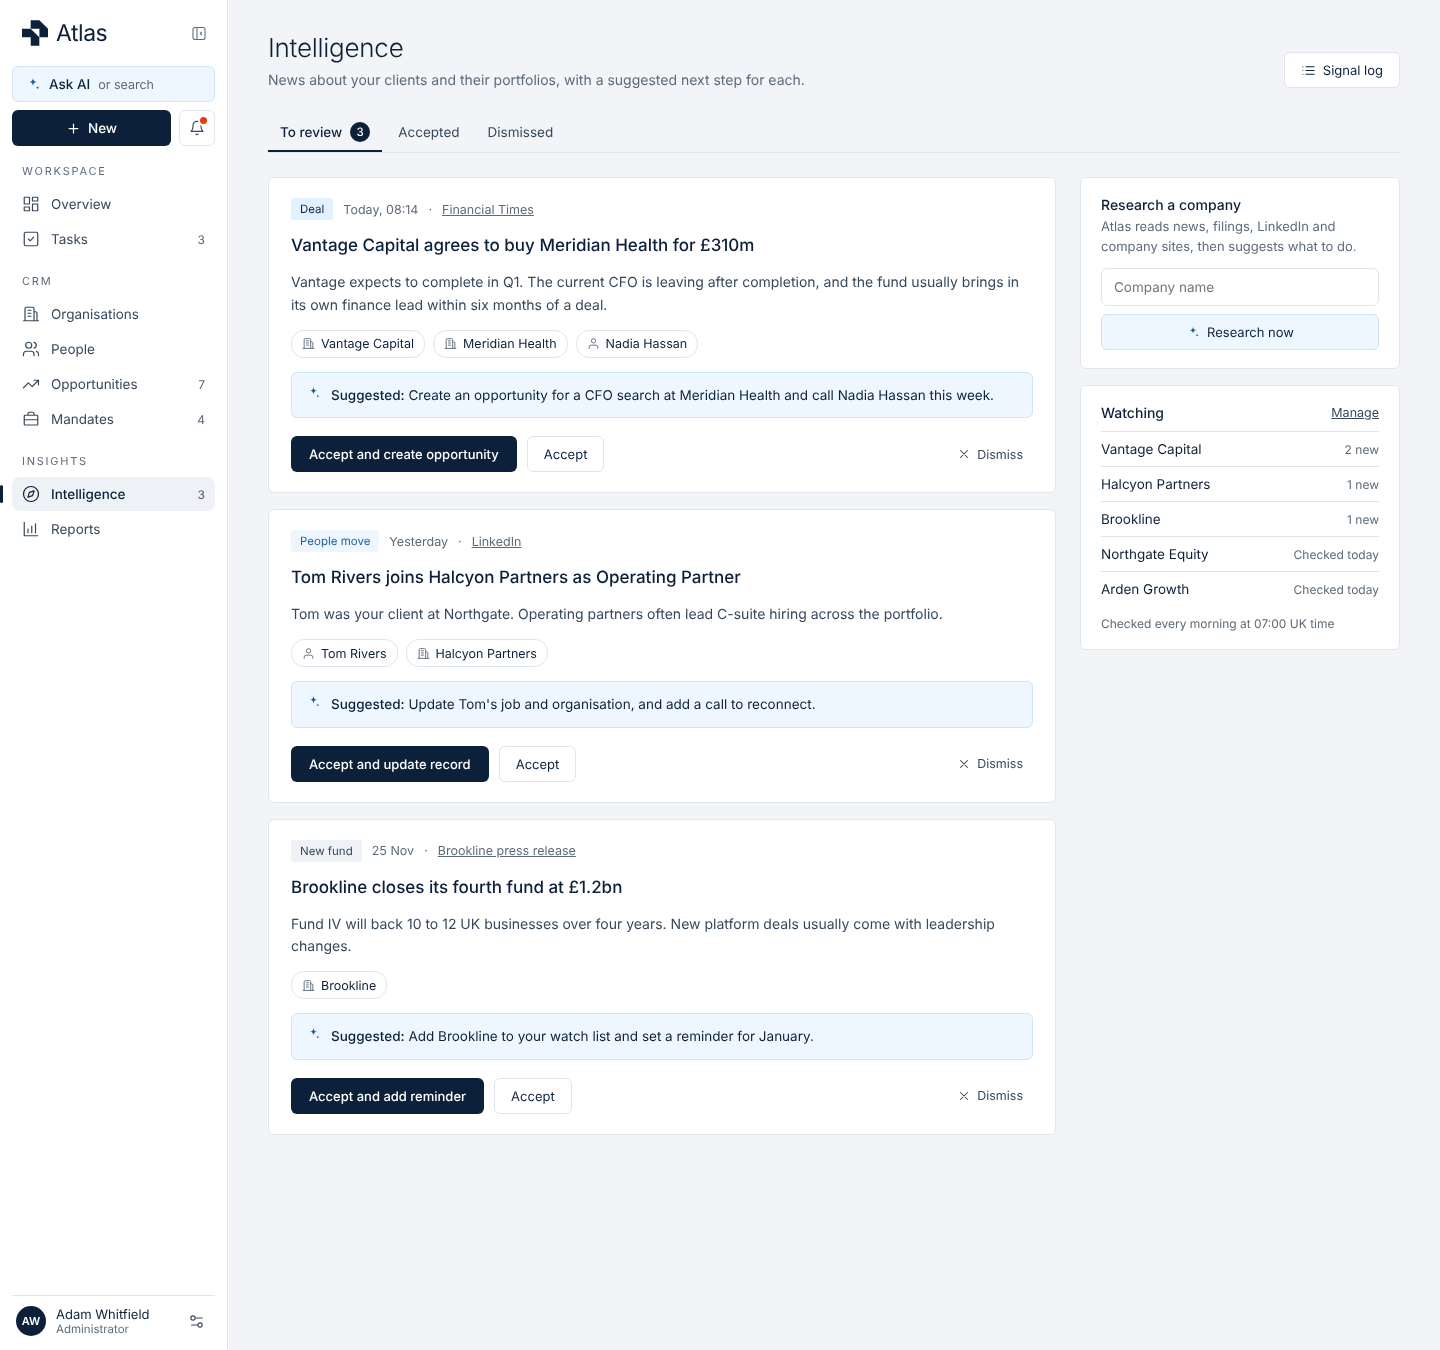 Atlas
Ask AI or search
New
WORKSPACE
Overview
Tasks 3
CRM
Organisations
People
Opportunities 7
Mandates 4
INSIGHTS
Intelligence 3
Reports
AW
Adam Whitfield
Administrator
Intelligence
News about your clients and their portfolios, with a suggested next step for each.
Signal log
To review 3 Accepted Dismissed
Deal Today, 08:14 · Financial Times
Vantage Capital agrees to buy Meridian Health for £310m
Vantage expects to complete in Q1. The current CFO is leaving after completion, and the fund usually brings in
its own finance lead within six months of a deal.
Vantage Capital Meridian Health Nadia Hassan
Suggested: Create an opportunity for a CFO search at Meridian Health and call Nadia Hassan this week.
Accept and create opportunity Accept Dismiss
People move Yesterday · LinkedIn
Tom Rivers joins Halcyon Partners as Operating Partner
Tom was your client at Northgate. Operating partners often lead C-suite hiring across the portfolio.
Tom Rivers Halcyon Partners
Suggested: Update Tom's job and organisation, and add a call to reconnect.
Accept and update record Accept Dismiss
New fund 25 Nov · Brookline press release
Brookline closes its fourth fund at £1.2bn
Fund IV will back 10 to 12 UK businesses over four years. New platform deals usually come with leadership
changes.
Brookline
Suggested: Add Brookline to your watch list and set a reminder for January.
Accept and add reminder Accept Dismiss
Research a company
Atlas reads news, filings, LinkedIn and
company sites, then suggests what to do.
Company name
Research now
Watching Manage
Vantage Capital 2 new
Halcyon Partners 1 new
Brookline 1 new
Northgate Equity Checked today
Arden Growth Checked today
Checked every morning at 07:00 UK time